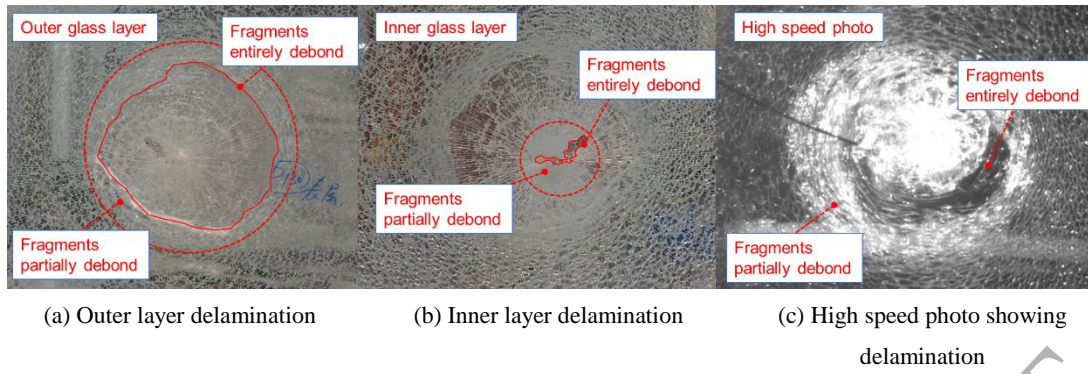 Outer glass layer
Fragments
entirely debond
Fragments
partially debond
Inner glass layer
Fragments
entirely debond
Fragments
partially debond
High speed photo
Fragments
entirely debond
Fragments
partially debond
(a) Outer layer delamination
(b) Inner layer delamination
(c) High speed photo showing
delamination